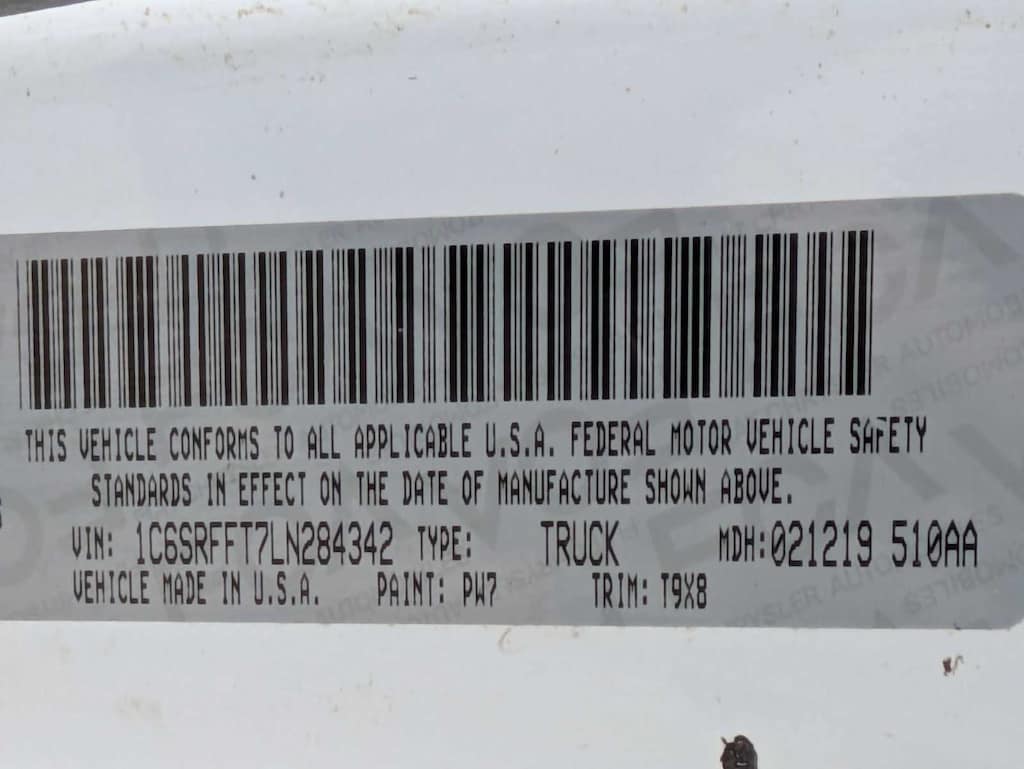 THIS VEHICLE CONFORMS TO ALL APPLICABLE U.S.A. FEDERAL MOTOR VEHICLE SAFETY
STANDARDS IN EFFECT ON THE DATE OF MANUFACTURE SHOWN ABOVE.
VIN: 1C6SRFFT7LN284342 TYPE: TRUCK MDH:021219 510AA
VEHICLE MADE IN U.S.A. PAINT: PW7 TRIM: T9X8